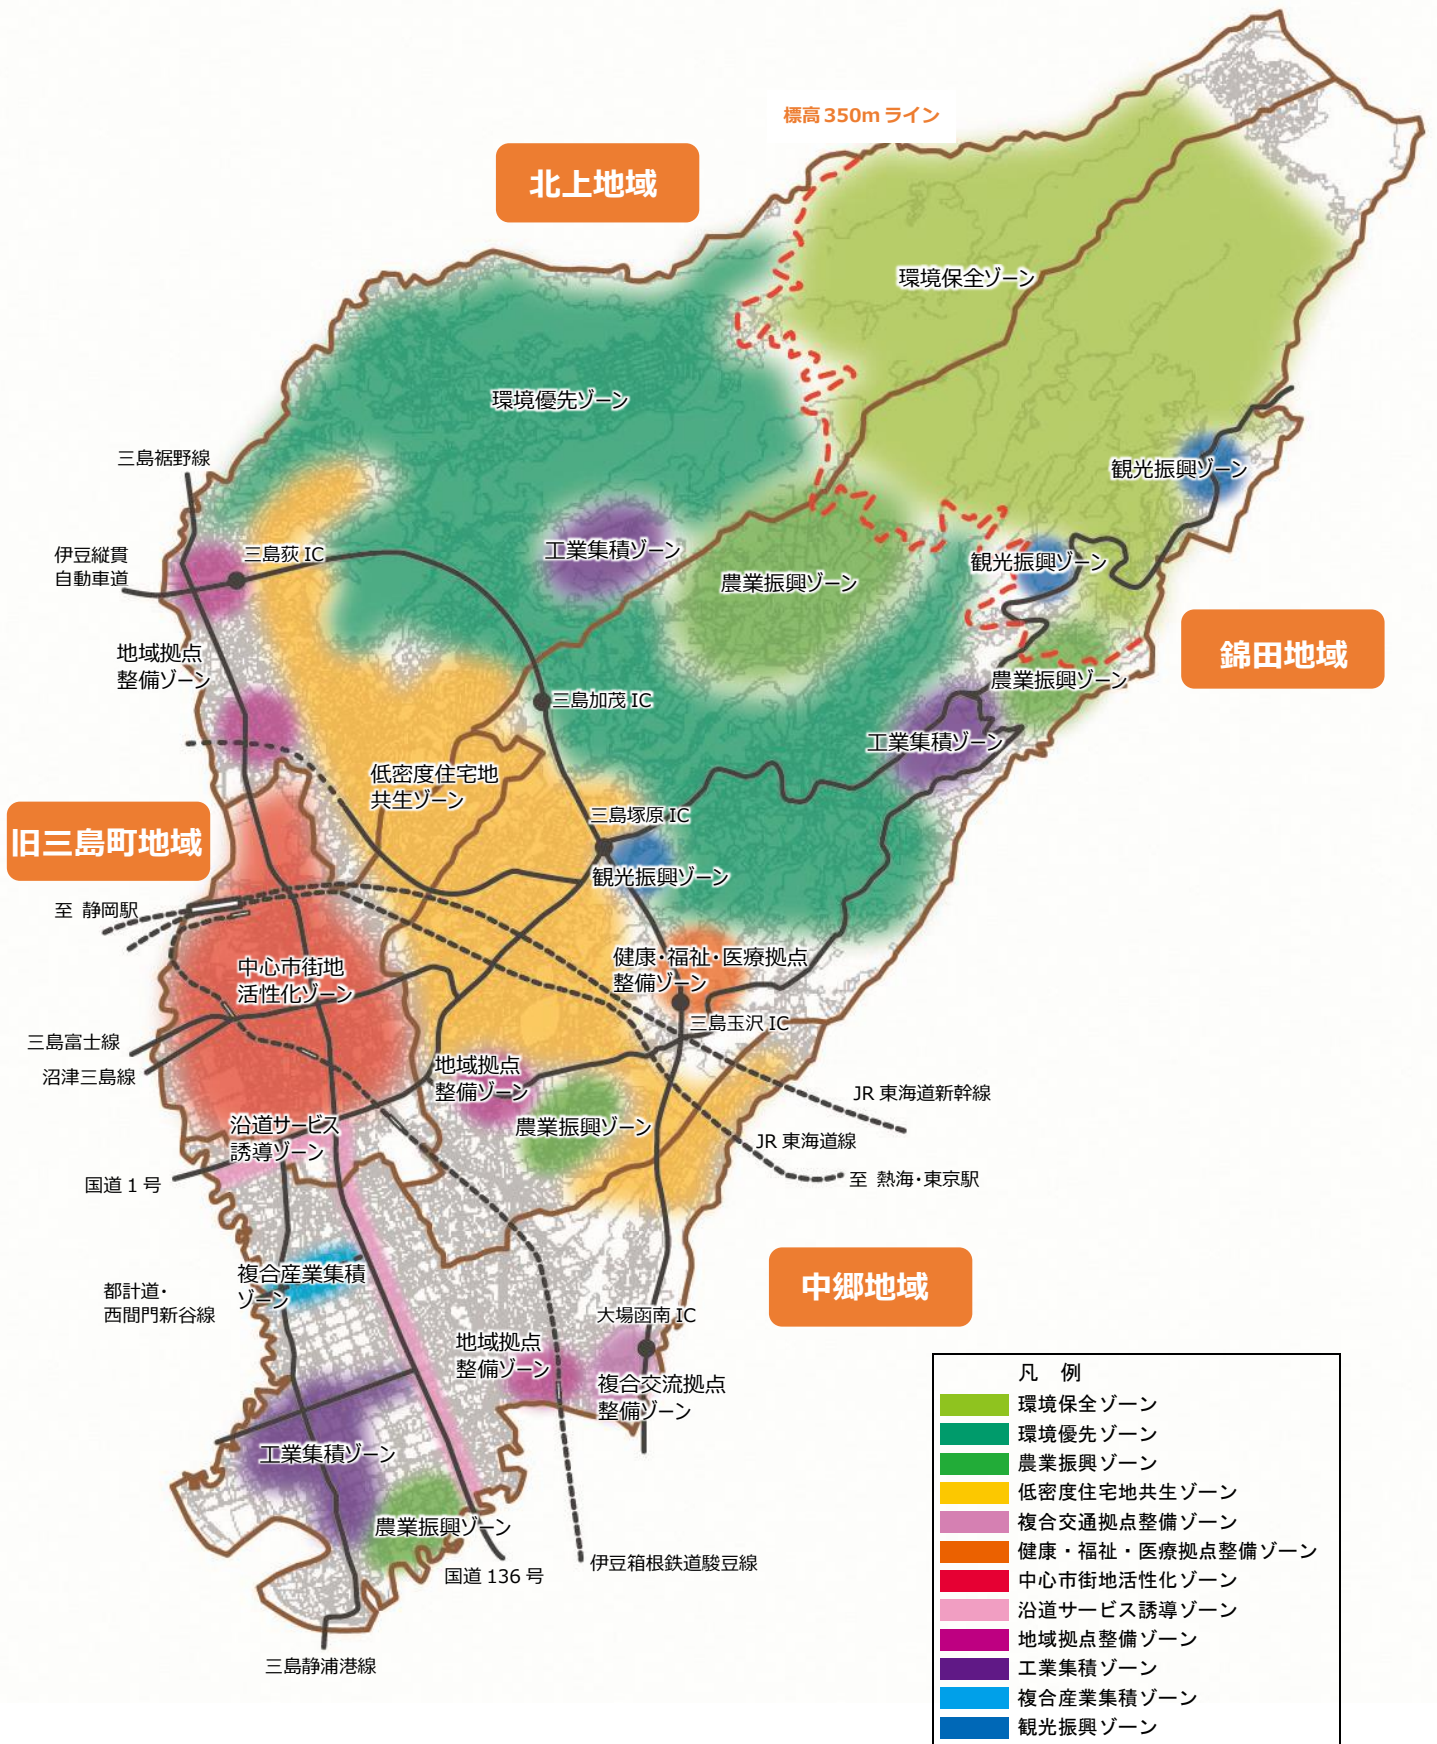 標高 350m ライン
北上地域
環境保全ゾーン
環境優先ゾーン
三島裾野線
観光振興ゾーン
伊豆縦貫
自動車道
三島萩 IC
工業集積ゾーン
農業振興ゾーン
観光振興ゾーン
地域拠点
整備ゾーン
錦田地域
農業振興ゾーン
三島加茂 IC
工業集積ゾーン
低密度住宅地
共生ゾーン
三島塚原 IC
旧三島町地域
観光振興ゾーン
至 静岡駅
中心市街地
活性化ゾーン
健康・福祉・医療拠点
整備ゾーン
三島玉沢 IC
三島富士線
沼津三島線
地域拠点
整備ゾーン
JR 東海道新幹線
沿道サービス
誘導ゾーン
農業振興ゾーン
JR 東海道線
国道 1 号
至 熱海・東京駅
複合産業集積
ゾーン
都計道・
西間門新谷線
中郷地域
大場函南 IC
地域拠点
整備ゾーン
複合交流拠点
整備ゾーン
工業集積ゾーン
農業振興ゾーン
国道 136 号
伊豆箱根鉄道駿豆線
三島静浦港線
凡 例
環境保全ゾーン
環境優先ゾーン
農業振興ゾーン
低密度住宅地共生ゾーン
複合交通拠点整備ゾーン
健康・福祉・医療拠点整備ゾーン
中心市街地活性化ゾーン
沿道サービス誘導ゾーン
地域拠点整備ゾーン
工業集積ゾーン
複合産業集積ゾーン
観光振興ゾーン